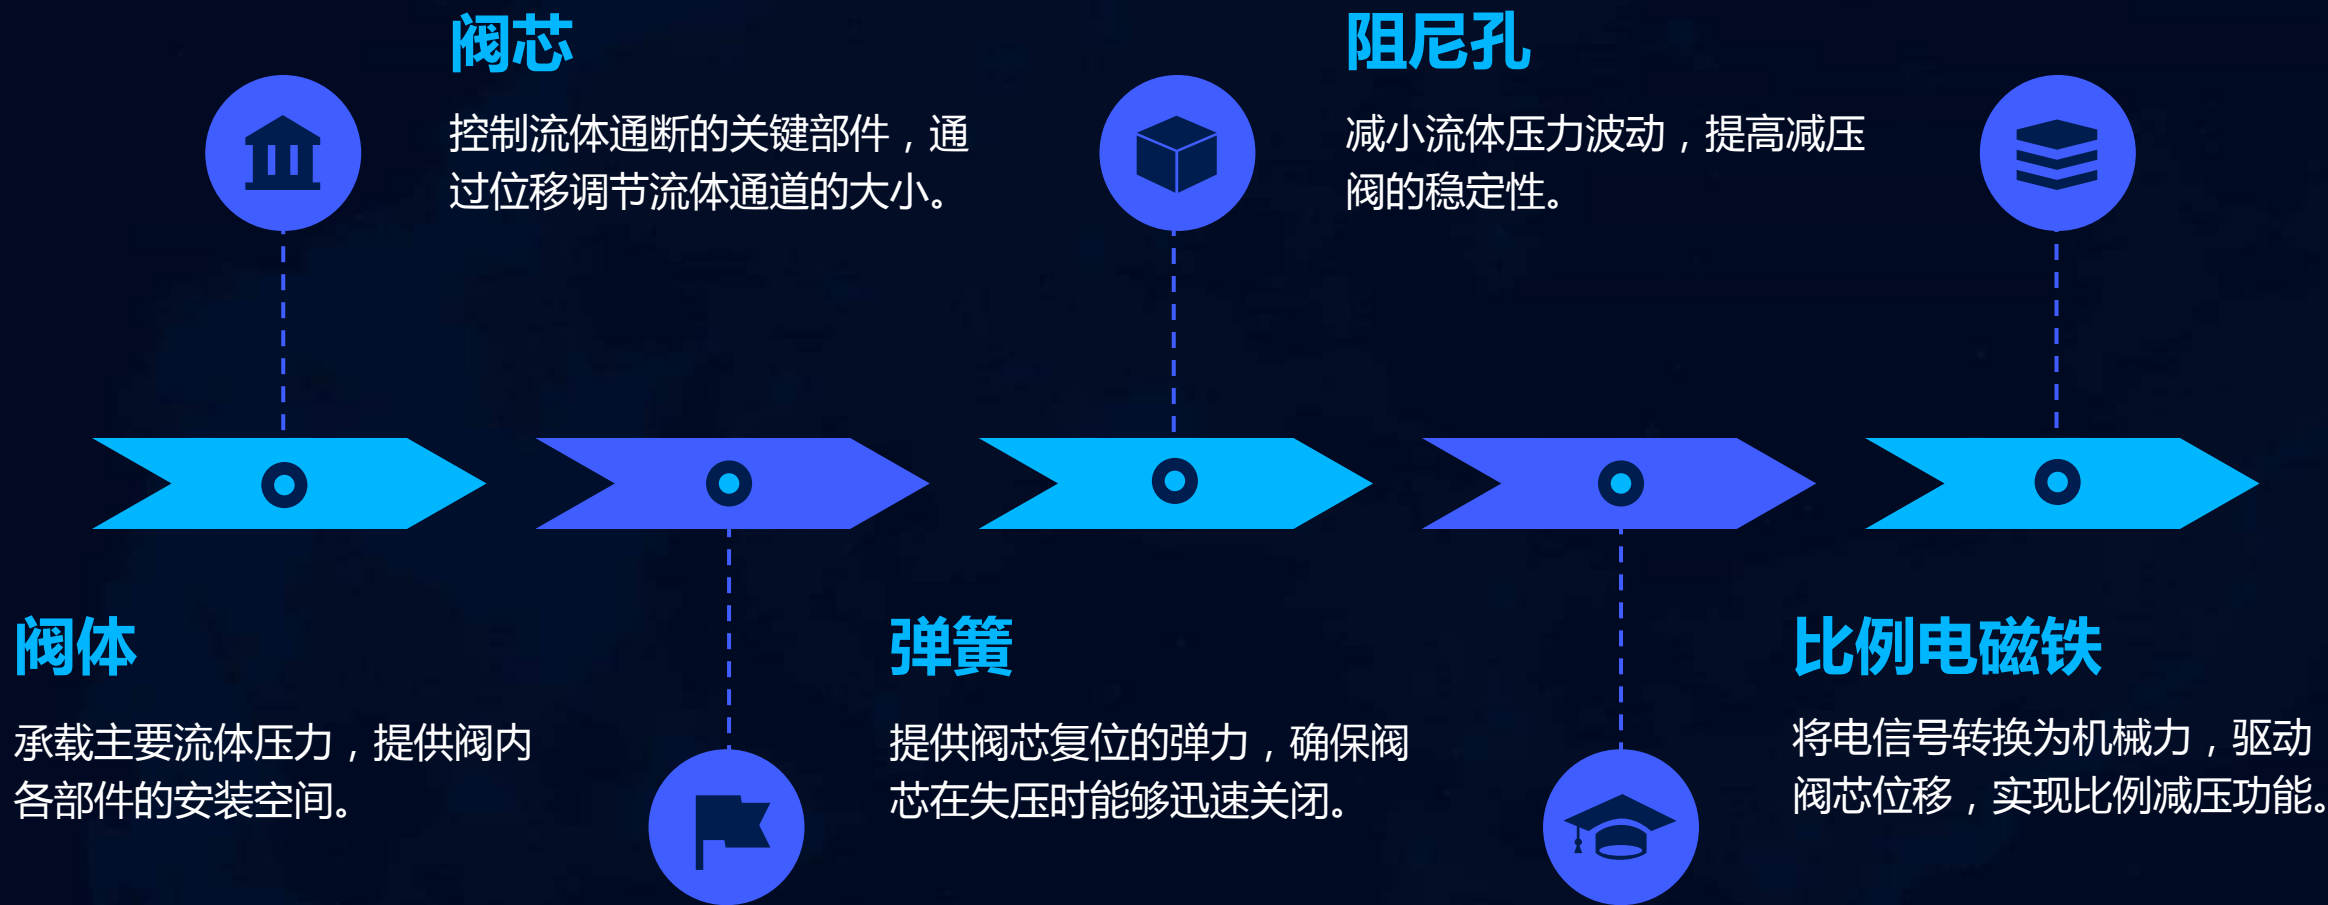 阀芯
控制流体通断的关键部件，通
过位移调节流体通道的大小。
阻尼孔
减小流体压力波动，提高减压
阀的稳定性。
阀体
承载主要流体压力，提供阀内
各部件的安装空间。
弹簧
提供阀芯复位的弹力，确保阀
芯在失压时能够迅速关闭。
比例电磁铁
将电信号转换为机械力，驱动
阀芯位移，实现比例减压功能。